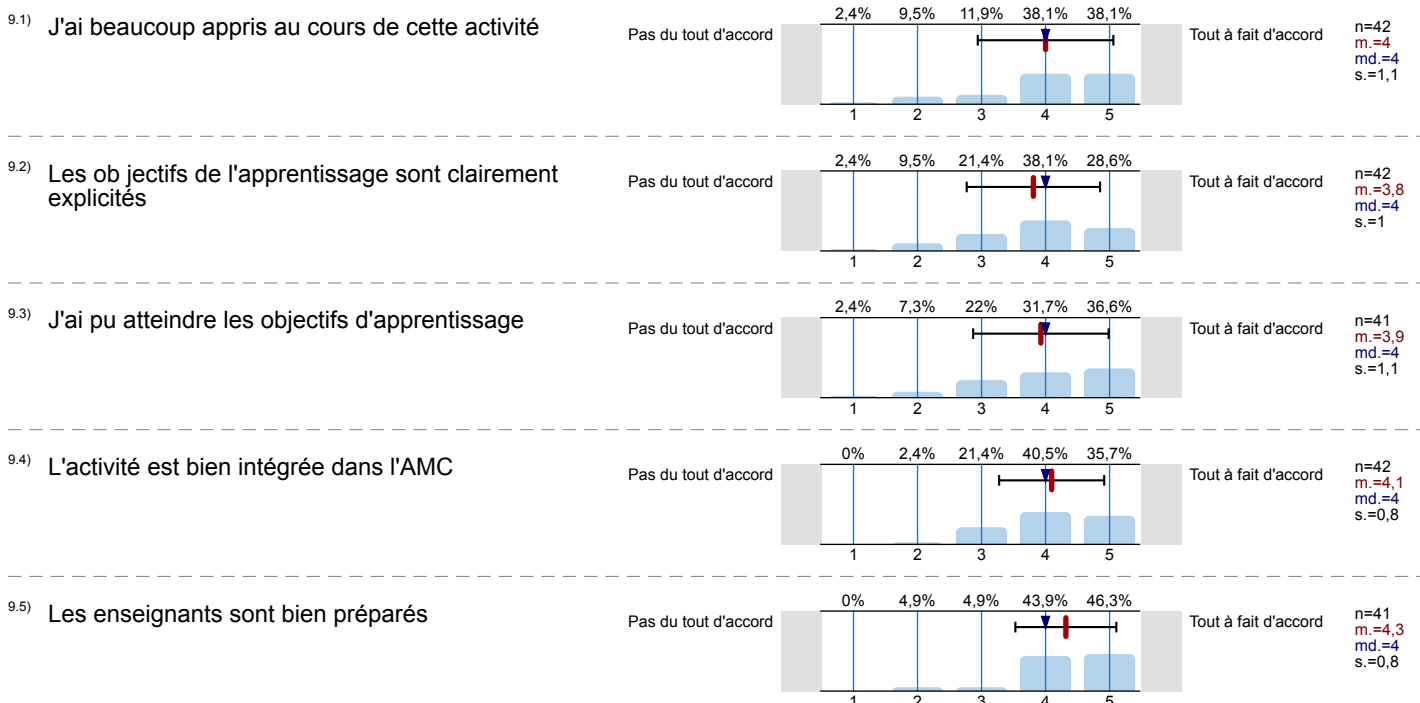 9.1) J'ai beaucoup appris au cours de cette activité
Pas du tout d'accord
2,4% 9,5% 11,9% 38,1% 38,1%
1 2 3 4 5
Tout à fait d'accord
n=42
m.=4
md.=4
s.=1,1
9.2) Les ob jectifs de l'apprentissage sont clairement
explicités
Pas du tout d'accord
2,4% 9,5% 21,4% 38,1% 28,6%
1 2 3 4 5
Tout à fait d'accord
n=42
m.=3,8
md.=4
s.=1
9.3) J'ai pu atteindre les objectifs d'apprentissage
Pas du tout d'accord
2,4% 7,3% 22% 31,7% 36,6%
1 2 3 4 5
Tout à fait d'accord
n=41
m.=3,9
md.=4
s.=1,1
9.4) L'activité est bien intégrée dans l'AMC
Pas du tout d'accord
0% 2,4% 21,4% 40,5% 35,7%
1 2 3 4 5
Tout à fait d'accord
n=42
m.=4,1
md.=4
s.=0,8
9.5) Les enseignants sont bien préparés
Pas du tout d'accord
0% 4,9% 4,9% 43,9% 46,3%
1 2 3 4 5
Tout à fait d'accord
n=41
m.=4,3
md.=4
s.=0,8